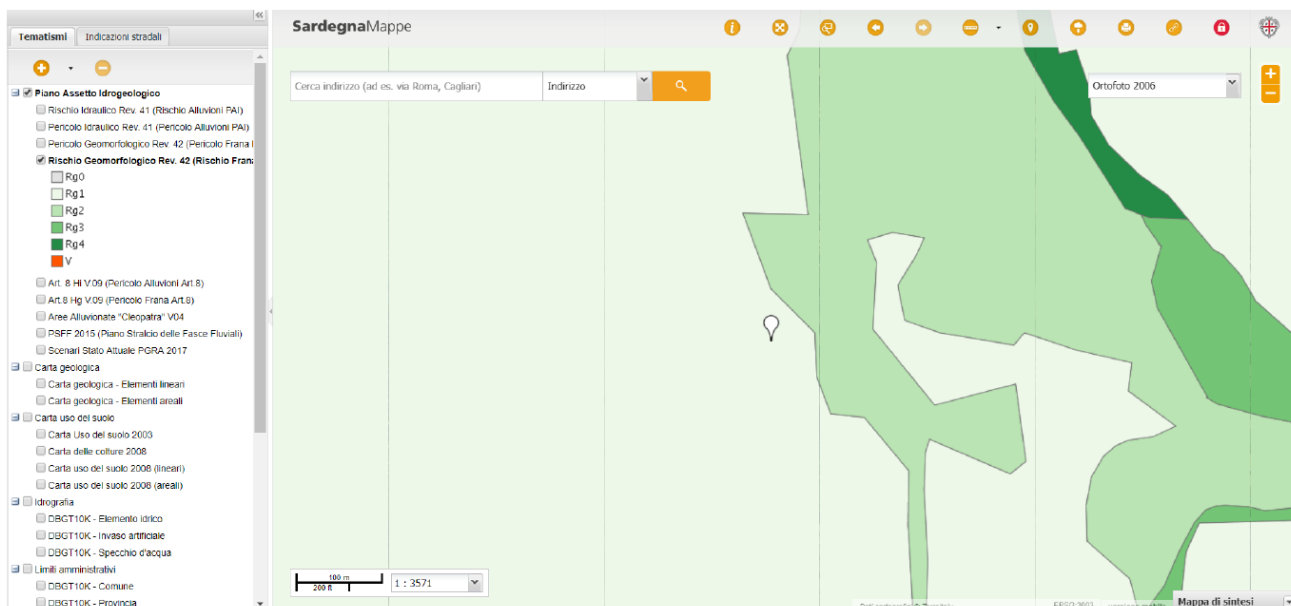 Tematismi
Indicazioni stradali
Piano Assetto Idrogeologico
Rischio Idraulico Rev. 41 (Rischio Alluvioni PAI)
Pericolo Idraulico Rev. 41 (Pericolo Alluvioni PAI)
Pericolo Geomorfologico Rev. 42 (Pericolo Frana
Rischio Geomorfologico Rev. 42 (Rischio Fran
Rg0
Rg1
Rg2
Rg3
Rg4
V
Art. 8 Hi V.09 (Pericolo Alluvioni Art.8)
Art.8 Hg V.09 (Pericolo Frana Art.8)
Aree Alluvionate "Cleopatra" V04
PSFF 2015 (Piano Stralcio delle Fasce Fluviali)
Scenari Stato Attuale PGRA 2017
Carta geologica
Carta geologica - Elementi lineari
Carta geologica - Elementi areali
Carta uso del suolo
Carta Uso del suolo 2003
Carta delle colture 2008
Carta uso del suolo 2008 (lineari)
Carta uso del suolo 2008 (areali)
Idrografia
DBGT10K - Elemento idrico
DBGT10K - Invaso artificiale
DBGT10K - Specchio d'acqua
Limiti amministrativi
DBGT10K - Comune
DBGT10K - Provincia
SardegnaMappe
Cerca indirizzo (ad es. via Roma, Cagliari)
Indirizzo
Ortofoto 2006
100 m
200 ft
1 : 3571
Mappa di sintesi